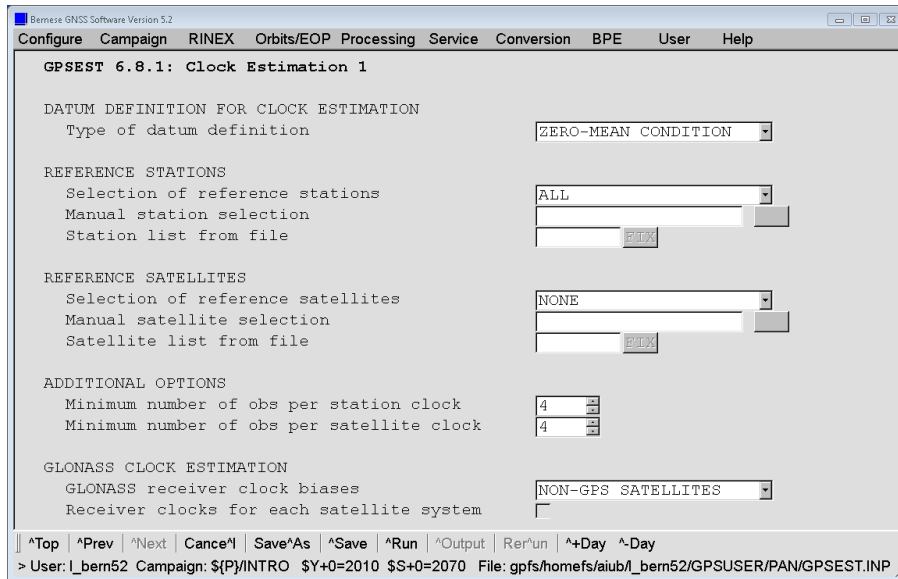 Bernese GNSS Software Version 5.2
Configure Campaign RINEX Orbits/EOP Processing Service Conversion BPE User Help
GPSEST 6.8.1: Clock Estimation 1
DATUM DEFINITION FOR CLOCK ESTIMATION
Type of datum definition ZERO-MEAN CONDITION
REFERENCE STATIONS
Selection of reference stations ALL
Manual station selection
Station list from file FIX
REFERENCE SATELLITES
Selection of reference satellites NONE
Manual satellite selection
Satellite list from file FIX
ADDITIONAL OPTIONS
Minimum number of obs per station clock 4
Minimum number of obs per satellite clock 4
GLONASS CLOCK ESTIMATION
GLONASS receiver clock biases NON-GPS SATELLITES
Receiver clocks for each satellite system
^Top | ^Prev | ^Next | Cance^l | Save^As | ^Save | ^Run | ^Output | Rer^un | ^+Day ^-Day
> User: l_bern52 Campaign: ${P}/INTRO $Y+0=2010 $S+0=2070 File: gpfs/homefs/aiub/l_bern52/GPSUSER/PAN/GPSEST.INP